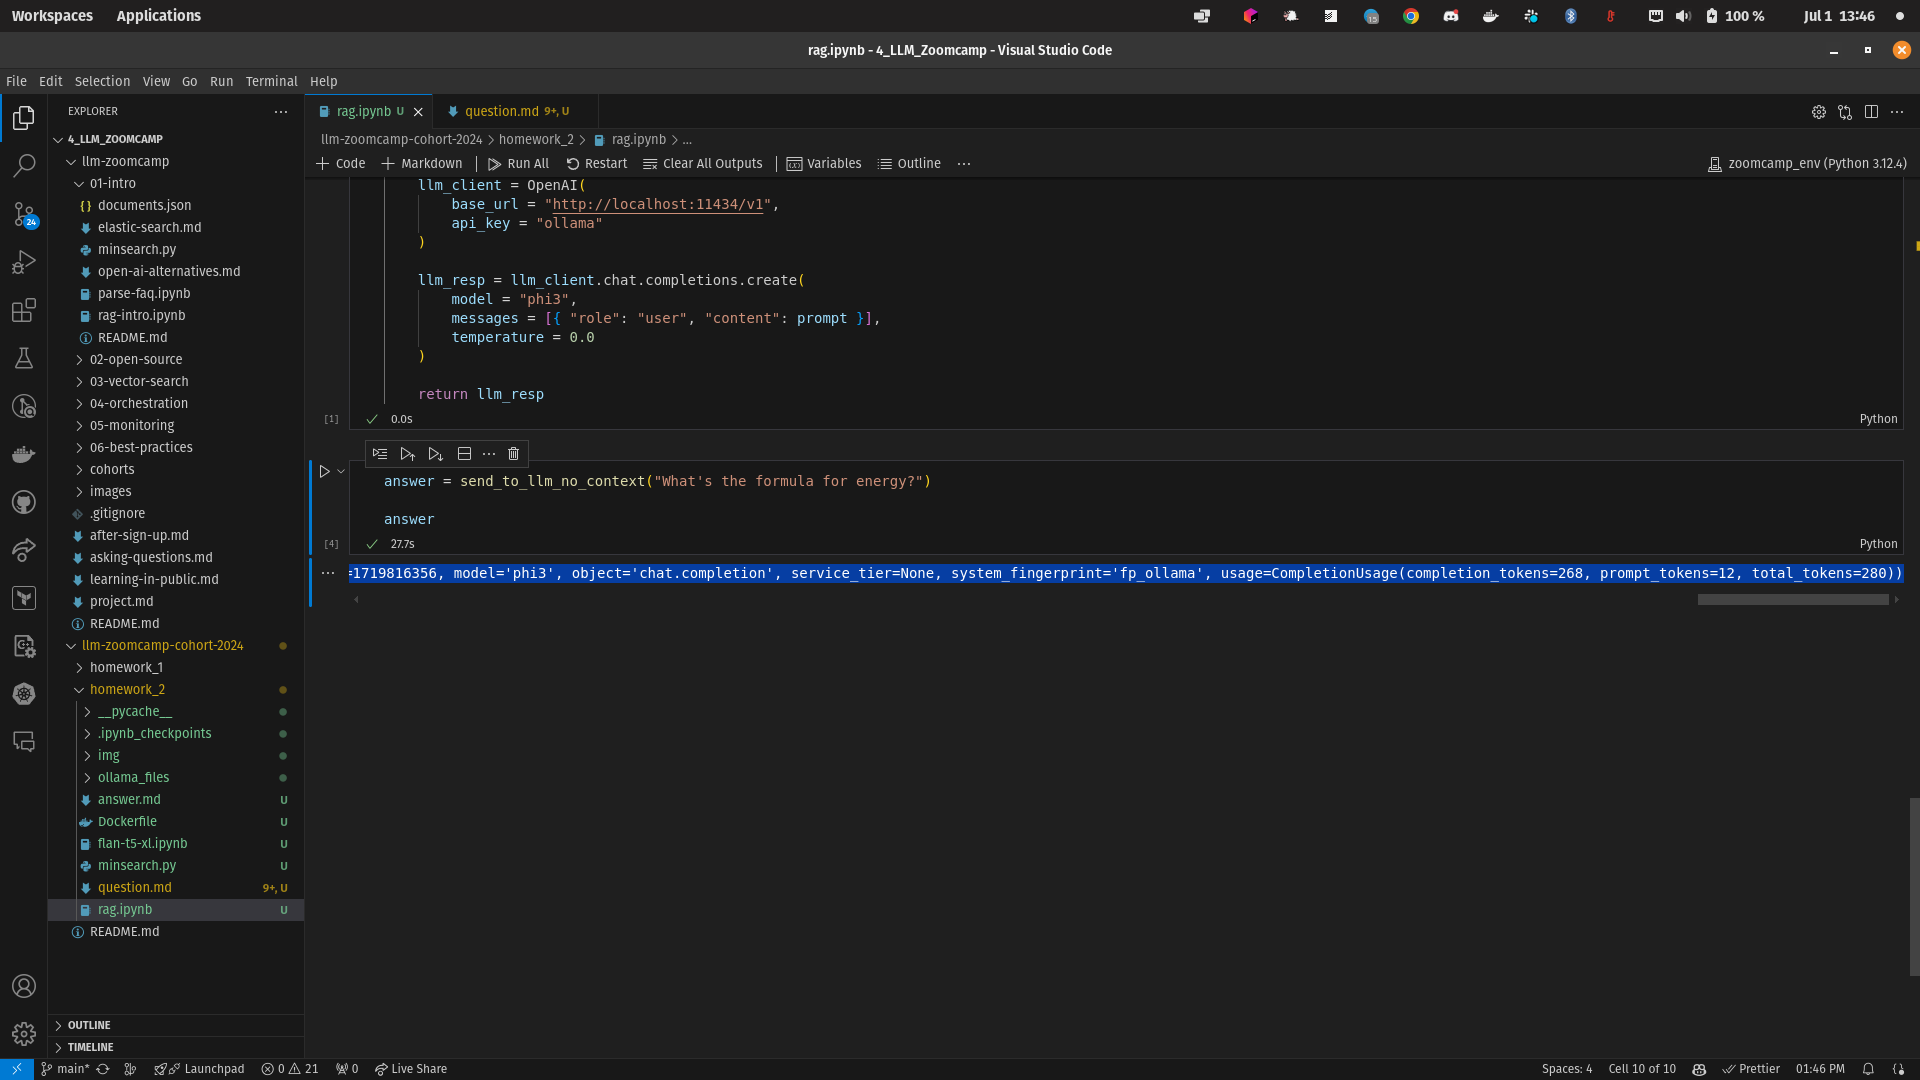 Workspaces Applications 15 100 % Jul 1 13:46
rag.ipynb - 4_LLM_Zoomcamp - Visual Studio Code
File Edit Selection View Go Run Terminal Help
EXPLORER
rag.ipynb U
question.md 9+, U
4_LLM_ZOOMCAMP
llm-zoomcamp
01-intro
documents.json
elastic-search.md
minsearch.py
open-ai-alternatives.md
parse-faq.ipynb
rag-intro.ipynb
README.md
02-open-source
03-vector-search
04-orchestration
05-monitoring
06-best-practices
cohorts
images
.gitignore
after-sign-up.md
asking-questions.md
learning-in-public.md
project.md
README.md
llm-zoomcamp-cohort-2024
homework_1
homework_2
__pycache__
.ipynb_checkpoints
img
ollama_files
answer.md U
Dockerfile U
flan-t5-xl.ipynb U
minsearch.py U
question.md 9+, U
rag.ipynb U
README.md
OUTLINE
TIMELINE
24
llm-zoomcamp-cohort-2024 > homework_2 > rag.ipynb > ...
Code Markdown Run All Restart Clear All Outputs Variables Outline ... zoomcamp_env (Python 3.12.4)
llm_client = OpenAI(
base_url = "http://localhost:11434/v1",
api_key = "ollama"
)
llm_resp = llm_client.chat.completions.create(
model = "phi3",
messages = [{ "role": "user", "content": prompt }],
temperature = 0.0
)
return llm_resp
[1] 0.0s Python
answer = send_to_llm_no_context("What's the formula for energy?")
answer
[4] 27.7s Python
=1719816356, model='phi3', object='chat.completion', service_tier=None, system_fingerprint='fp_ollama', usage=CompletionUsage(completion_tokens=268, prompt_tokens=12, total_tokens=280))
main* Launchpad 0 21 0 Live Share Spaces: 4 Cell 10 of 10 Prettier 01:46 PM